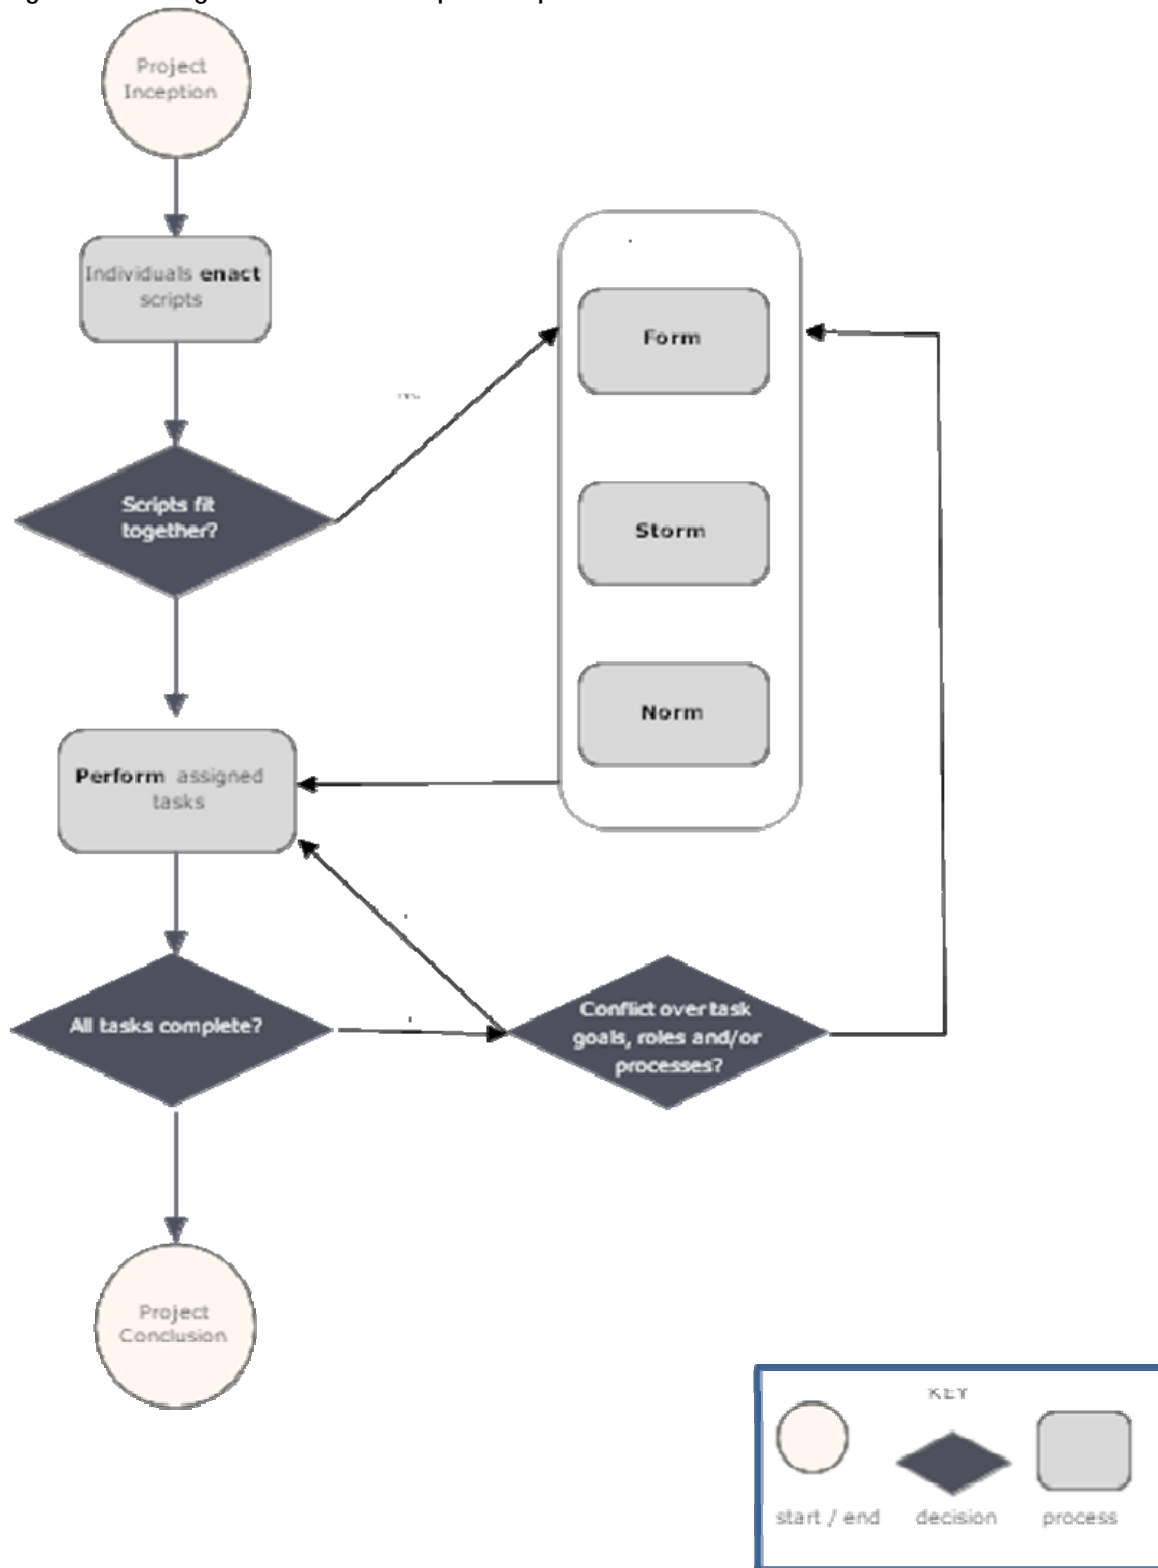 Project
Inception
Individuals enact
scripts
Form
Scripts fit
together?
Storm
Norm
Perform assigned
tasks
All tasks complete?
Conflict over task
goals, roles and/or
processes?
Project
Conclusion
KEY
start / end
decision
process